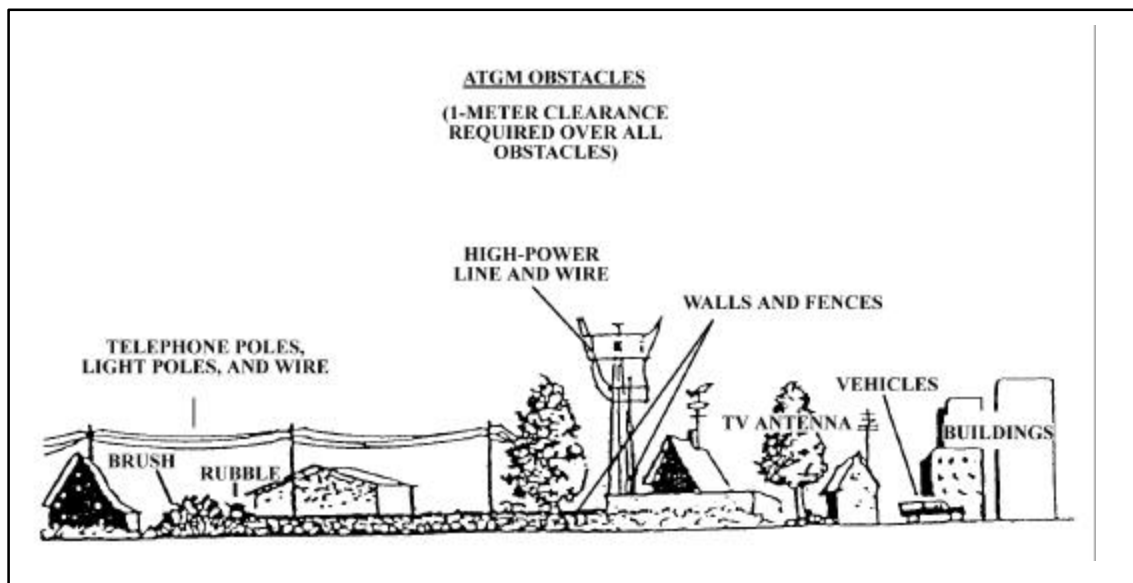 ATGM OBSTACLES
(1-METER CLEARANCE
REQUIRED OVER ALL
OBSTACLES)
HIGH-POWER
LINE AND WIRE
WALLS AND FENCES
TELEPHONE POLES,
LIGHT POLES, AND WIRE
VEHICLES
TV ANTENNA
BUILDINGS
BRUSH
RUBBLE